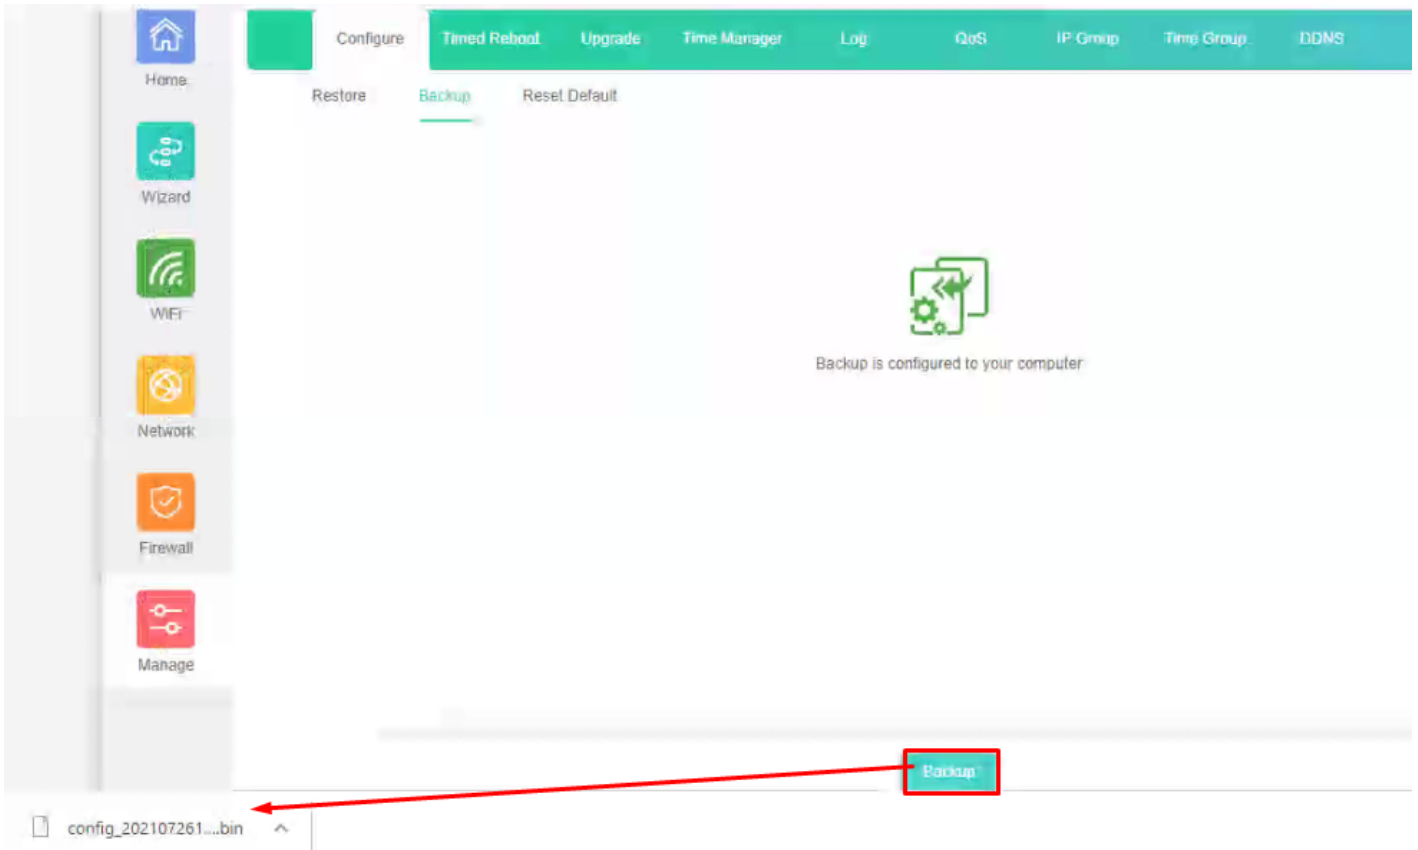 Configure Timed Reboot Upgrade Time Manager Log QoS IP Group Time Group DDNS
Home
Restore Backup Reset Default
Wizard
WiFi
Backup is configured to your computer
Network
Firewall
Manage
Backup
config_202107261....bin